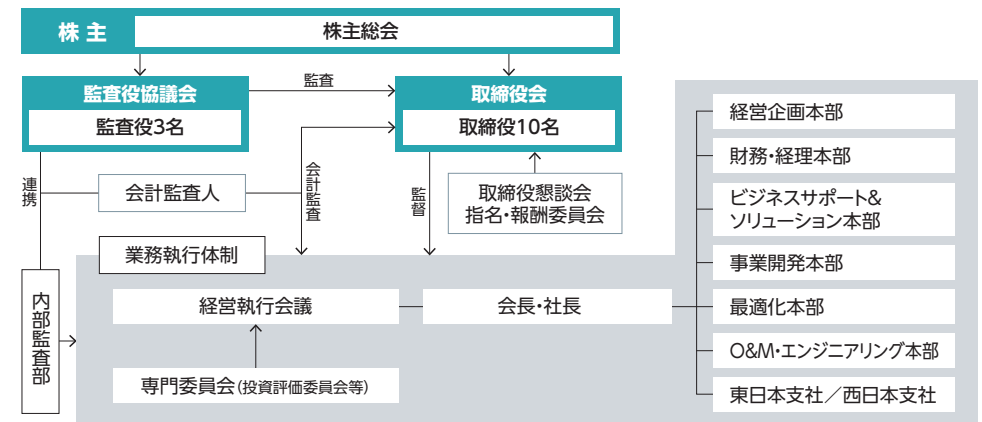 株 主
株主総会
監査役協議会
監査役3名
監査
取締役会
取締役10名
連携
会計監査人
会計監査
監督
取締役懇談会
指名・報酬委員会
業務執行体制
内部監査部
経営執行会議
会長・社長
専門委員会(投資評価委員会等)
経営企画本部
財務・経理本部
ビジネスサポート&
ソリューション本部
事業開発本部
最適化本部
O&M・エンジニアリング本部
東日本支社／西日本支社